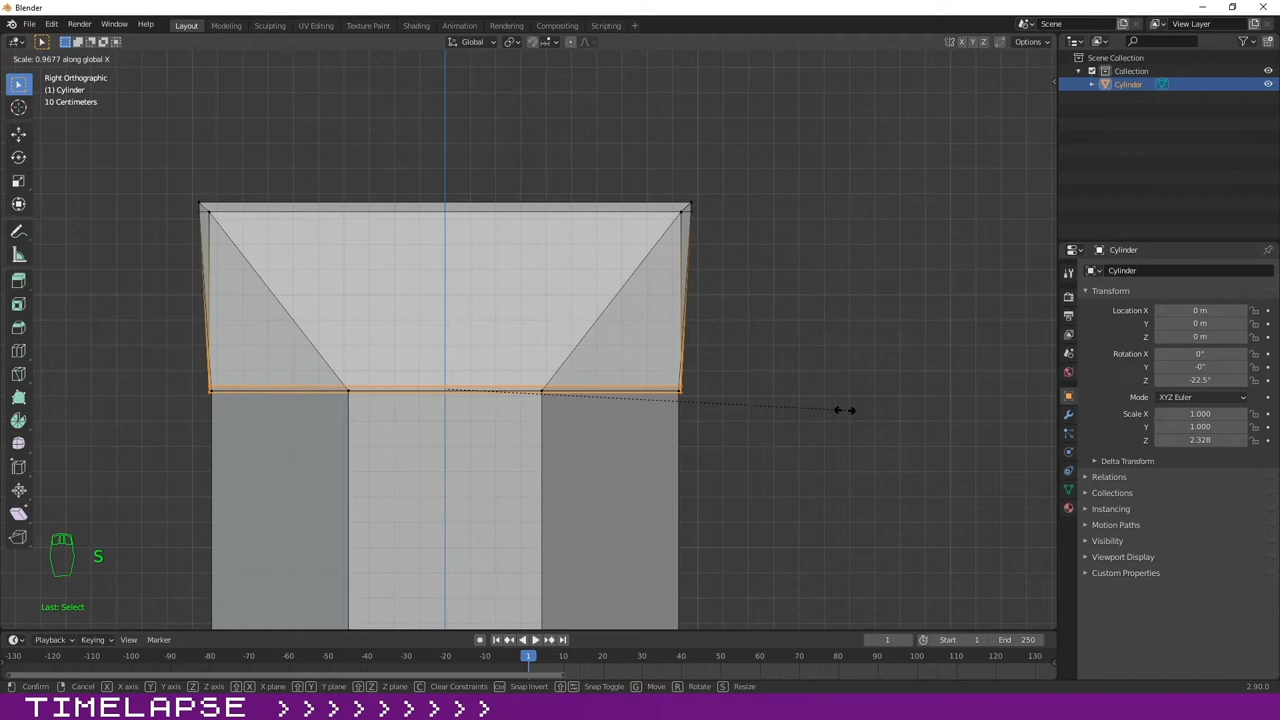 Blender
File Edit Render Window Help
Layout Modeling Sculpting UV Editing Texture Paint Shading Animation Rendering Compositing Scripting +
Scene
View Layer
Global
X Y Z
Options
Scale: 0.9677 along global X
Right Orthographic
(1) Cylinder
10 Centimeters
Scene Collection
Collection
Cylinder
Cylinder
Cylinder
Transform
Location X 0 m
Y 0 m
Z 0 m
Rotation X 0°
Y -0°
Z -22.5°
Mode XYZ Euler
Scale X 1.000
Y 1.000
Z 2.328
Delta Transform
Relations
Collections
Instancing
Motion Paths
Visibility
Viewport Display
Custom Properties
S
Last: Select
Playback Keying View Marker
1 Start 1 End 250
-130 -120 -110 -100 -90 -80 -70 -60 -50 -40 -30 -20 -10 1 10 20 30 40 50 60 70 80 90 100 110 120 130
Confirm Cancel X X axis Y Y axis Z Z axis X X plane Y Y plane Z Z plane C Clear Constraints Ctrl Snap Invert Snap Toggle G Move R Rotate S Resize
2.90.0
TIMELAPSE > > > > > > > > >